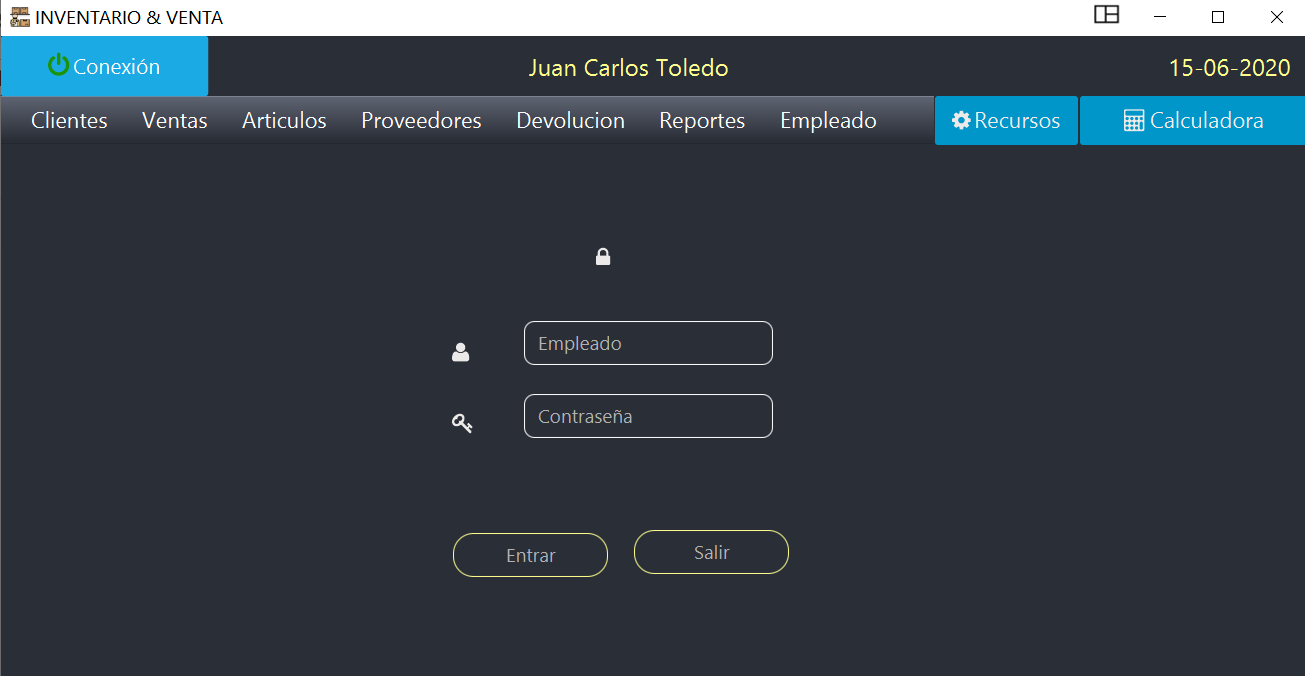 INVENTARIO & VENTA
Conexión Juan Carlos Toledo 15-06-2020
Clientes Ventas Articulos Proveedores Devolucion Reportes Empleado Recursos Calculadora
Empleado
Contraseña
Entrar Salir